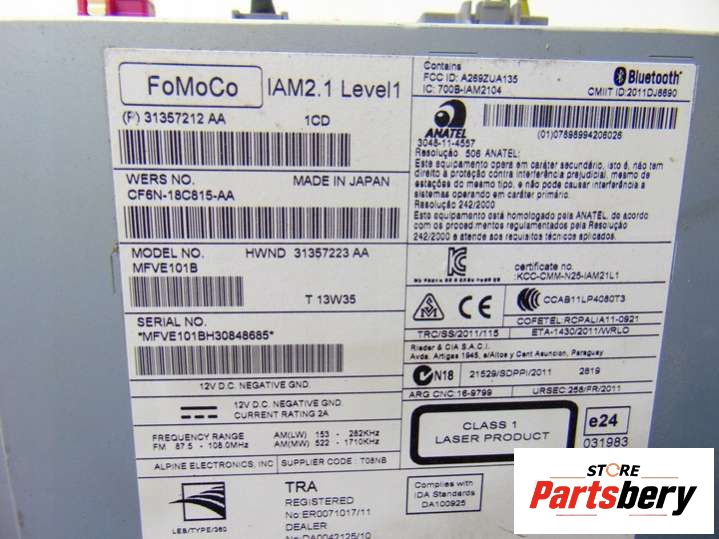 FoMoCo
IAM2.1 Level1
(P) 31357212 AA
1CD
WERS NO.
MADE IN JAPAN
CF6N-18C815-AA
MODEL NO.
HWND 31357223 AA
MFVE101B
T 13W35
SERIAL NO.
*MFVE101BH30848685*
12V D.C. NEGATIVE GND.
12V D.C. NEGATIVE GND.
CURRENT RATING 2A
FREQUENCY RANGE
AM(LW) 153 - 282KHz
FM 87.5 - 108.0MHz
AM(MW) 522 - 1710KHz
ALPINE ELECTRONICS, INC
SUPPLIER CODE : T08NB
LEB/TYPE/360
TRA
REGISTERED
No ER0071017/11
DEALER
No DA0042125/10
Complies with
IDA Standards
DA100925
Contains
FCC ID: A269ZUA135
IC: 700B-IAM2104
Bluetooth
CMIIT ID:2011DJ6690
ANATEL
3048-11-4557
(01)07898994206026
Resolução 506 ANATEL:
Este equipamento opera em caráter secundário, isto é, não tem
direito a proteção contra interferência prejudicial, mesmo de
estações do mesmo tipo, e não pode causar interferência a
sistemas operando em caráter primário.
Resolução 242/2000
Este equipamento está homologado pela ANATEL, de acordo
com os procedimentos regulamentados pela Resolução
242/2000 e atende aos requisitos técnicos aplicados.
certificate no.
:KCC-CMM-N25-IAM21L1
CCAB11LP4080T3
COFETEL RCPALIA11-0921
TRC/SS/2011/115
ETA-1430/2011/WRLO
Rieder & CIA S.A.C.I.
Avda. Artigas 1945, e/Altos y Cent Asuncion, Paraguay
N18
21529/SDPPI/2011
2819
ARG CNC:16-9799
URSEC:256/FR/2011
CLASS 1
LASER PRODUCT
e24
031983
STORE
Partsbery